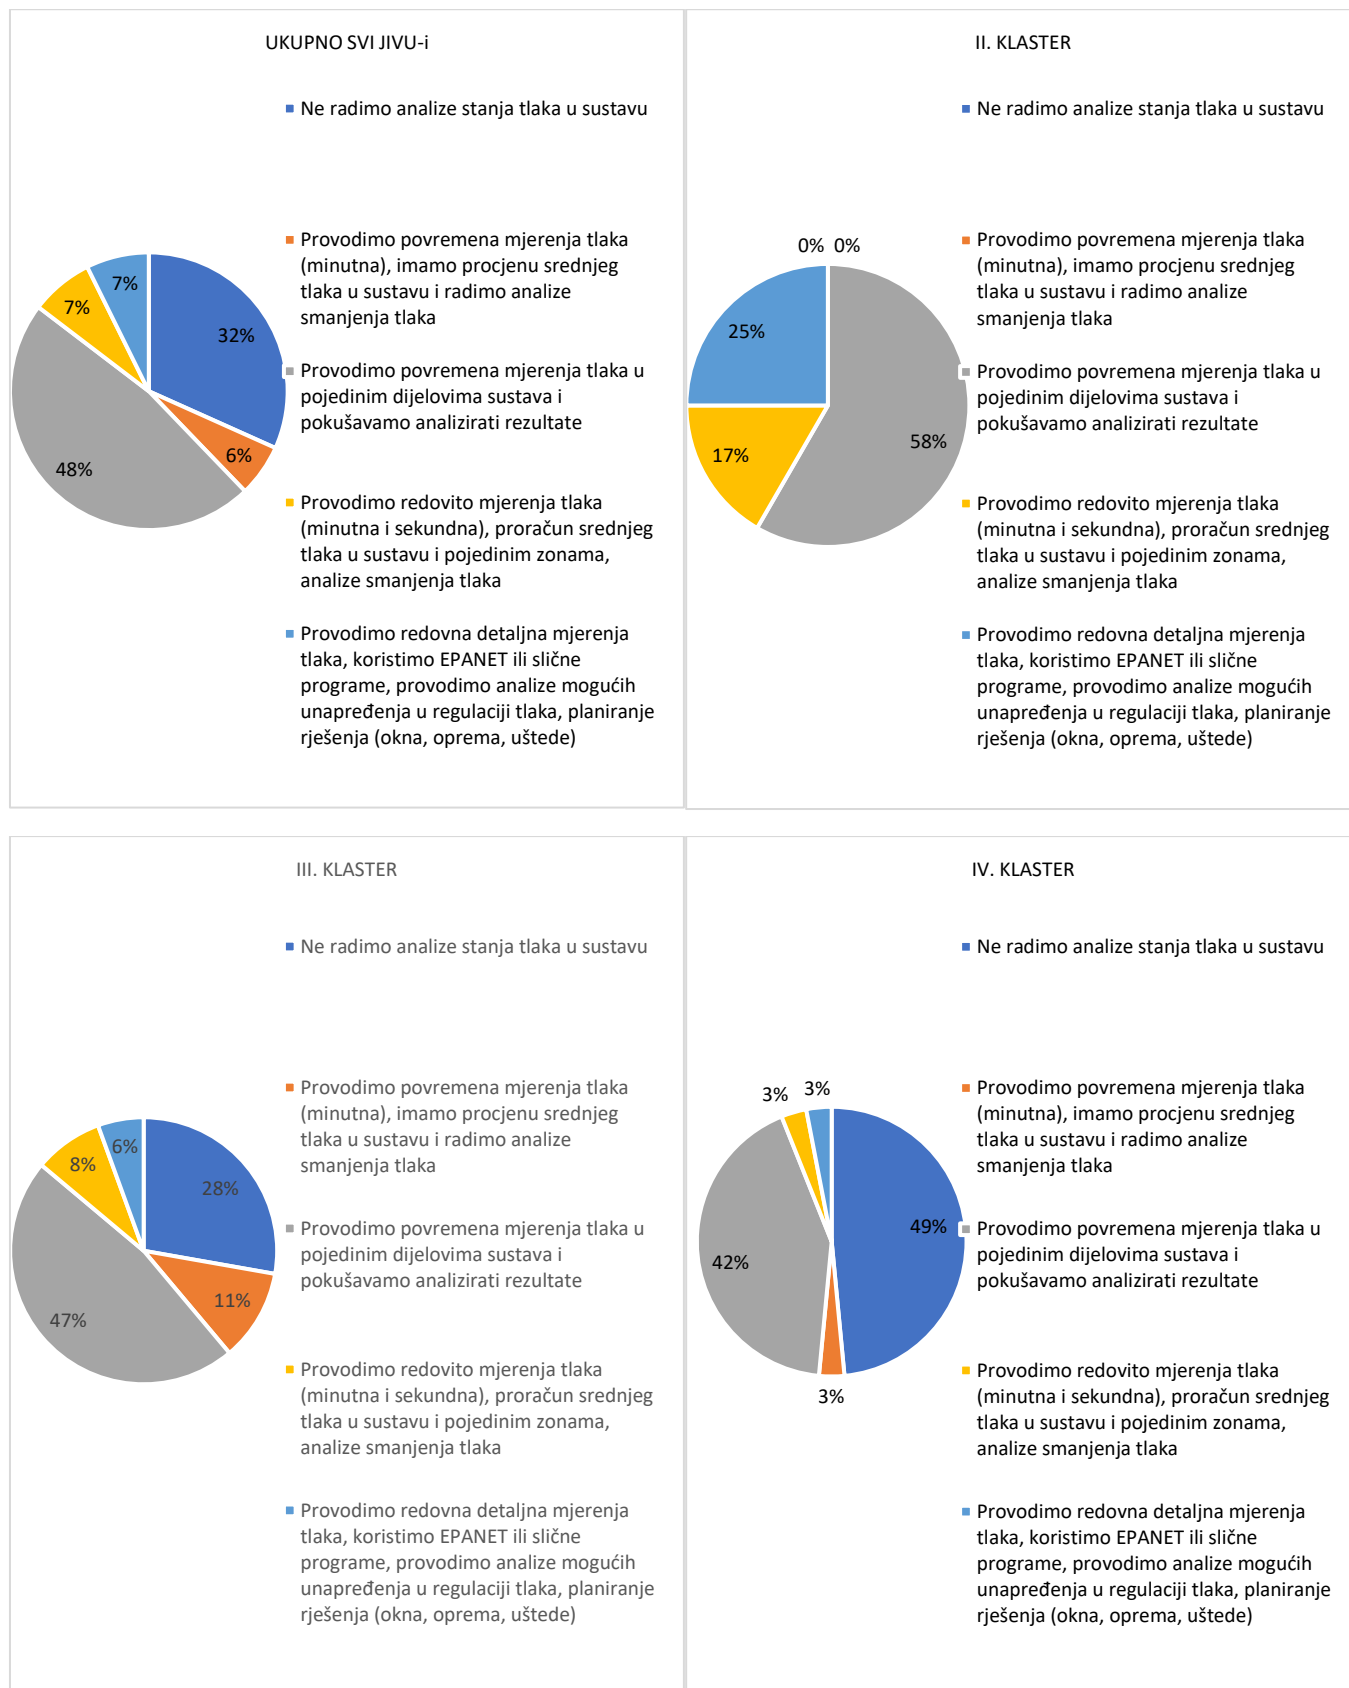 UKUPNO SVI JIVU-i
Ne radimo analize stanja tlaka u sustavu
Provodimo povremena mjerenja tlaka
(minutna), imamo procjenu srednjeg
tlaka u sustavu i radimo analize
smanjenja tlaka
Provodimo povremena mjerenja tlaka u
pojedinim dijelovima sustava i
pokušavamo analizirati rezultate
Provodimo redovito mjerenja tlaka
(minutna i sekundna), proračun srednjeg
tlaka u sustavu i pojedinim zonama,
analize smanjenja tlaka
Provodimo redovna detaljna mjerenja
tlaka, koristimo EPANET ili slične
programe, provodimo analize mogućih
unapređenja u regulaciji tlaka, planiranje
rješenja (okna, oprema, uštede)
32%
6%
48%
7%
7%
II. KLASTER
Ne radimo analize stanja tlaka u sustavu
Provodimo povremena mjerenja tlaka
(minutna), imamo procjenu srednjeg
tlaka u sustavu i radimo analize
smanjenja tlaka
Provodimo povremena mjerenja tlaka u
pojedinim dijelovima sustava i
pokušavamo analizirati rezultate
Provodimo redovito mjerenja tlaka
(minutna i sekundna), proračun srednjeg
tlaka u sustavu i pojedinim zonama,
analize smanjenja tlaka
Provodimo redovna detaljna mjerenja
tlaka, koristimo EPANET ili slične
programe, provodimo analize mogućih
unapređenja u regulaciji tlaka, planiranje
rješenja (okna, oprema, uštede)
0% 0%
58%
17%
25%
III. KLASTER
Ne radimo analize stanja tlaka u sustavu
Provodimo povremena mjerenja tlaka
(minutna), imamo procjenu srednjeg
tlaka u sustavu i radimo analize
smanjenja tlaka
Provodimo povremena mjerenja tlaka u
pojedinim dijelovima sustava i
pokušavamo analizirati rezultate
Provodimo redovito mjerenja tlaka
(minutna i sekundna), proračun srednjeg
tlaka u sustavu i pojedinim zonama,
analize smanjenja tlaka
Provodimo redovna detaljna mjerenja
tlaka, koristimo EPANET ili slične
programe, provodimo analize mogućih
unapređenja u regulaciji tlaka, planiranje
rješenja (okna, oprema, uštede)
28%
11%
47%
8%
6%
IV. KLASTER
Ne radimo analize stanja tlaka u sustavu
Provodimo povremena mjerenja tlaka
(minutna), imamo procjenu srednjeg
tlaka u sustavu i radimo analize
smanjenja tlaka
Provodimo povremena mjerenja tlaka u
pojedinim dijelovima sustava i
pokušavamo analizirati rezultate
Provodimo redovito mjerenja tlaka
(minutna i sekundna), proračun srednjeg
tlaka u sustavu i pojedinim zonama,
analize smanjenja tlaka
Provodimo redovna detaljna mjerenja
tlaka, koristimo EPANET ili slične
programe, provodimo analize mogućih
unapređenja u regulaciji tlaka, planiranje
rješenja (okna, oprema, uštede)
49%
3%
42%
3%
3%